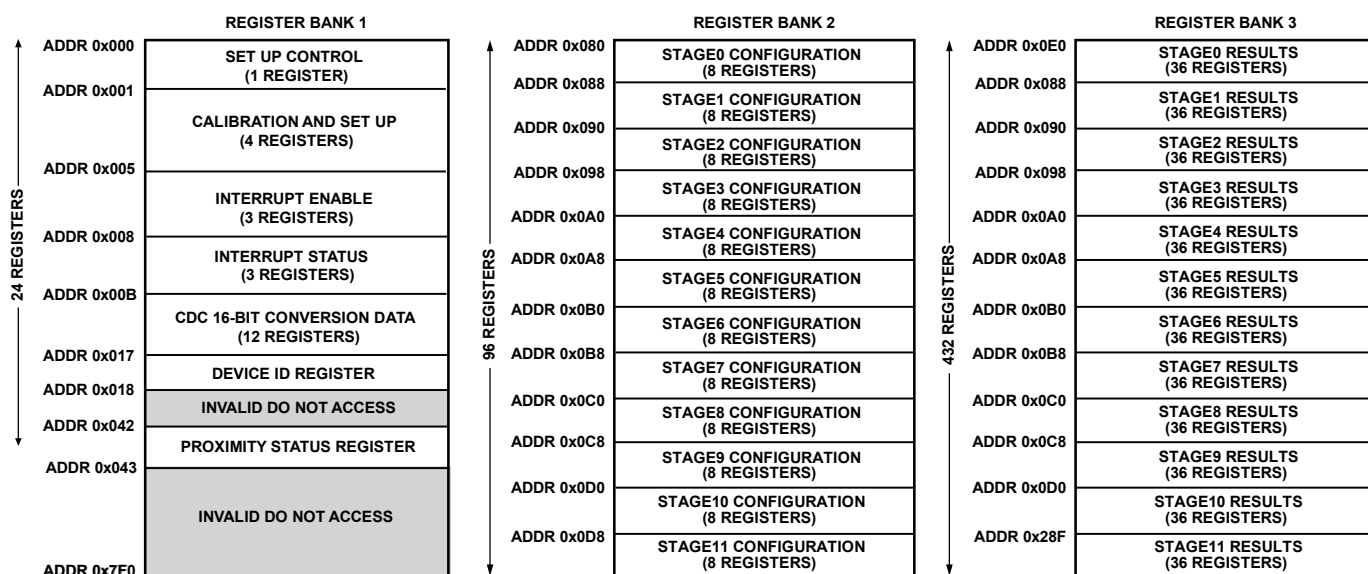 REGISTER BANK 1
24 REGISTERS
ADDR 0x000
SET UP CONTROL
(1 REGISTER)
ADDR 0x001
CALIBRATION AND SET UP
(4 REGISTERS)
ADDR 0x005
INTERRUPT ENABLE
(3 REGISTERS)
ADDR 0x008
INTERRUPT STATUS
(3 REGISTERS)
ADDR 0x00B
CDC 16-BIT CONVERSION DATA
(12 REGISTERS)
ADDR 0x017
DEVICE ID REGISTER
ADDR 0x018
INVALID DO NOT ACCESS
ADDR 0x042
PROXIMITY STATUS REGISTER
ADDR 0x043
INVALID DO NOT ACCESS
ADDR 0x7F0
REGISTER BANK 2
96 REGISTERS
ADDR 0x080
STAGE0 CONFIGURATION
(8 REGISTERS)
ADDR 0x088
STAGE1 CONFIGURATION
(8 REGISTERS)
ADDR 0x090
STAGE2 CONFIGURATION
(8 REGISTERS)
ADDR 0x098
STAGE3 CONFIGURATION
(8 REGISTERS)
ADDR 0x0A0
STAGE4 CONFIGURATION
(8 REGISTERS)
ADDR 0x0A8
STAGE5 CONFIGURATION
(8 REGISTERS)
ADDR 0x0B0
STAGE6 CONFIGURATION
(8 REGISTERS)
ADDR 0x0B8
STAGE7 CONFIGURATION
(8 REGISTERS)
ADDR 0x0C0
STAGE8 CONFIGURATION
(8 REGISTERS)
ADDR 0x0C8
STAGE9 CONFIGURATION
(8 REGISTERS)
ADDR 0x0D0
STAGE10 CONFIGURATION
(8 REGISTERS)
ADDR 0x0D8
STAGE11 CONFIGURATION
(8 REGISTERS)
REGISTER BANK 3
432 REGISTERS
ADDR 0x0E0
STAGE0 RESULTS
(36 REGISTERS)
ADDR 0x088
STAGE1 RESULTS
(36 REGISTERS)
ADDR 0x090
STAGE2 RESULTS
(36 REGISTERS)
ADDR 0x098
STAGE3 RESULTS
(36 REGISTERS)
ADDR 0x0A0
STAGE4 RESULTS
(36 REGISTERS)
ADDR 0x0A8
STAGE5 RESULTS
(36 REGISTERS)
ADDR 0x0B0
STAGE6 RESULTS
(36 REGISTERS)
ADDR 0x0B8
STAGE7 RESULTS
(36 REGISTERS)
ADDR 0x0C0
STAGE8 RESULTS
(36 REGISTERS)
ADDR 0x0C8
STAGE9 RESULTS
(36 REGISTERS)
ADDR 0x0D0
STAGE10 RESULTS
(36 REGISTERS)
ADDR 0x28F
STAGE11 RESULTS
(36 REGISTERS)